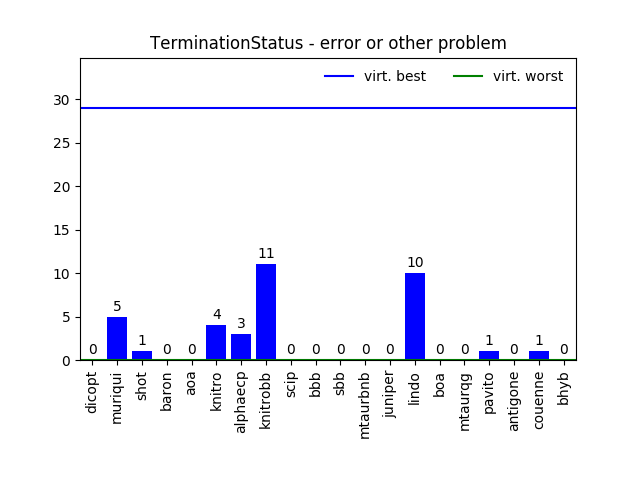 TerminationStatus - error or other problem
virt. best
virt. worst
30
25
20
15
10
5
0
0
5
1
0
0
4
3
11
0
0
0
0
0
10
0
0
1
0
1
0
dicopt
muriqui
shot
baron
aoa
knitro
alphaecp
knitrobb
scip
bbb
sbb
mtaurbnb
juniper
lindo
boa
mtaurqg
pavito
antigone
couenne
bhyb